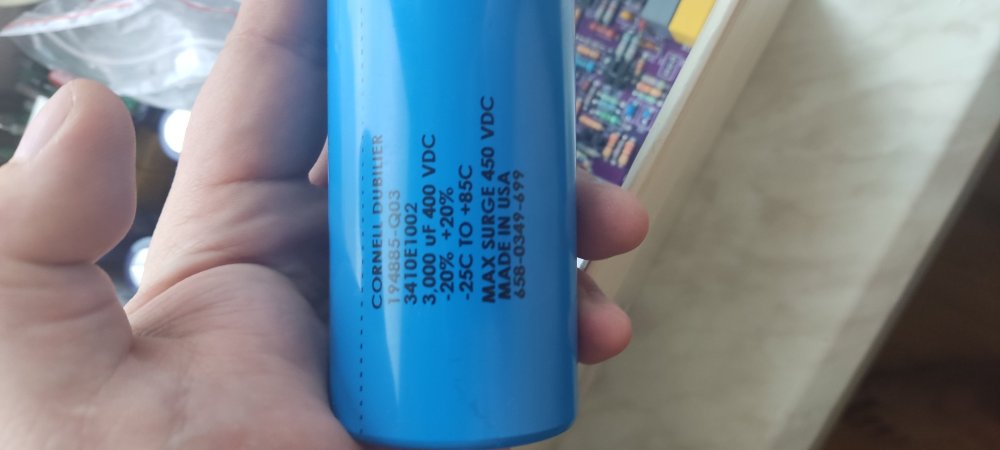 CORNELL DUBILIER
194885-Q03
3410E1002
3,000 uF 400 VDC
-20% +20%
-25C TO +85C
MAX SURGE 450 VDC
MADE IN USA
658-0349-699